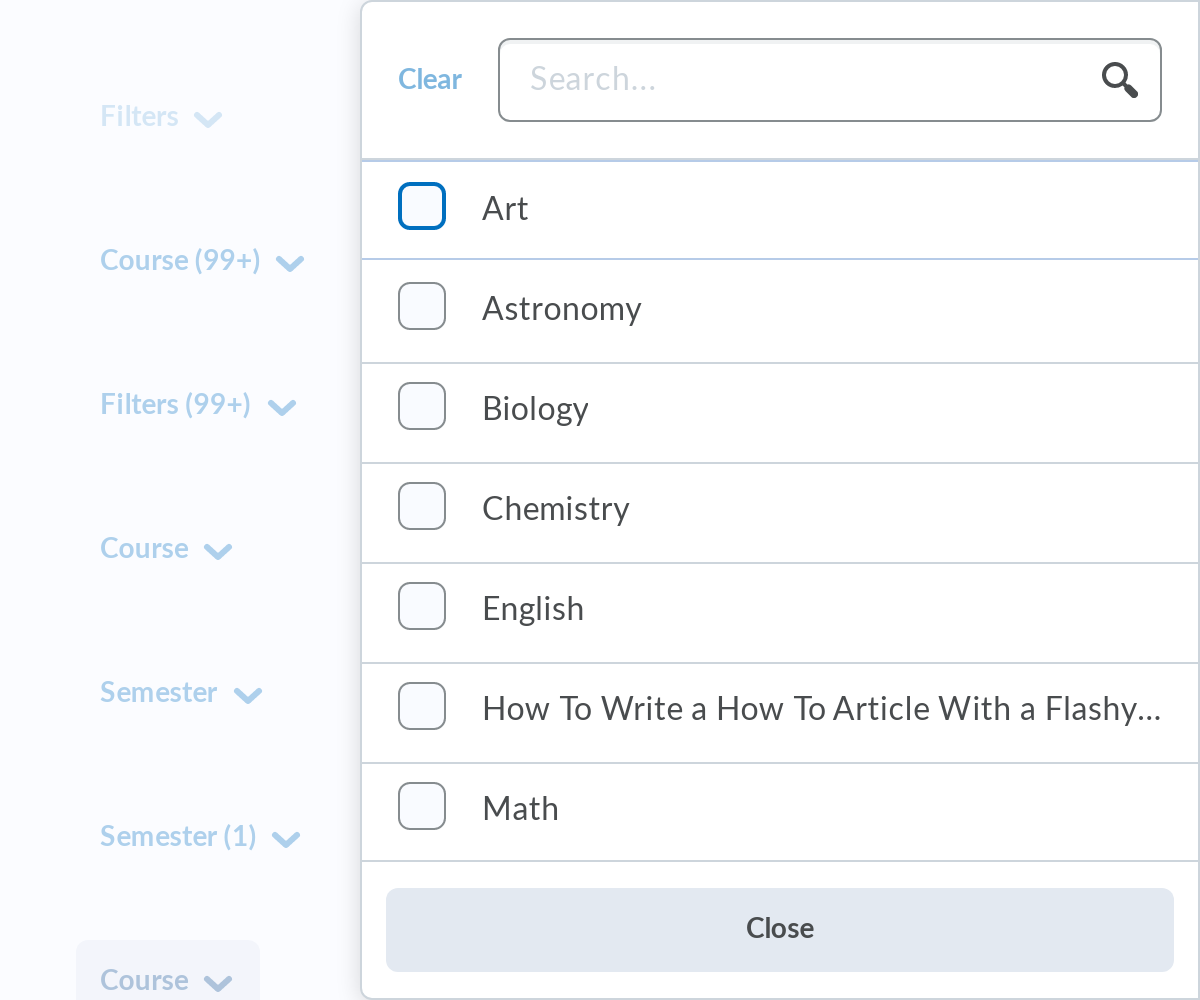 Filters
Course (99+)
Filters (99+)
Course
Semester
Semester (1)
Course
Clear
Search...
Art
Astronomy
Biology
Chemistry
English
How To Write a How To Article With a Flashy...
Math
Close